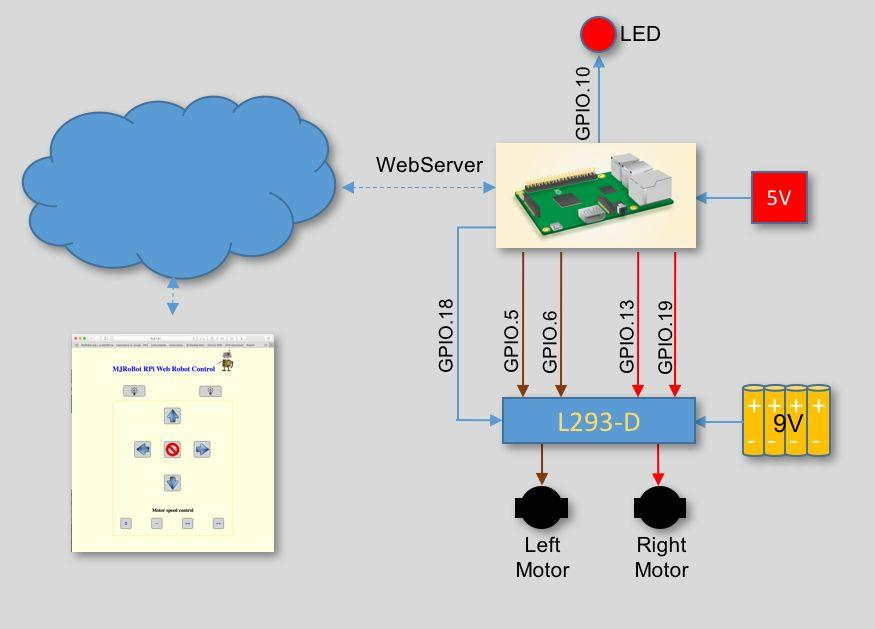 LED
GPIO.10
WebServer
5V
GPIO.18
GPIO.5
GPIO.6
GPIO.13
GPIO.19
MJRoBot RPi Web Robot Control
L293-D
+ + + +
9V
- - - -
Motor speed control
Left
Motor
Right
Motor